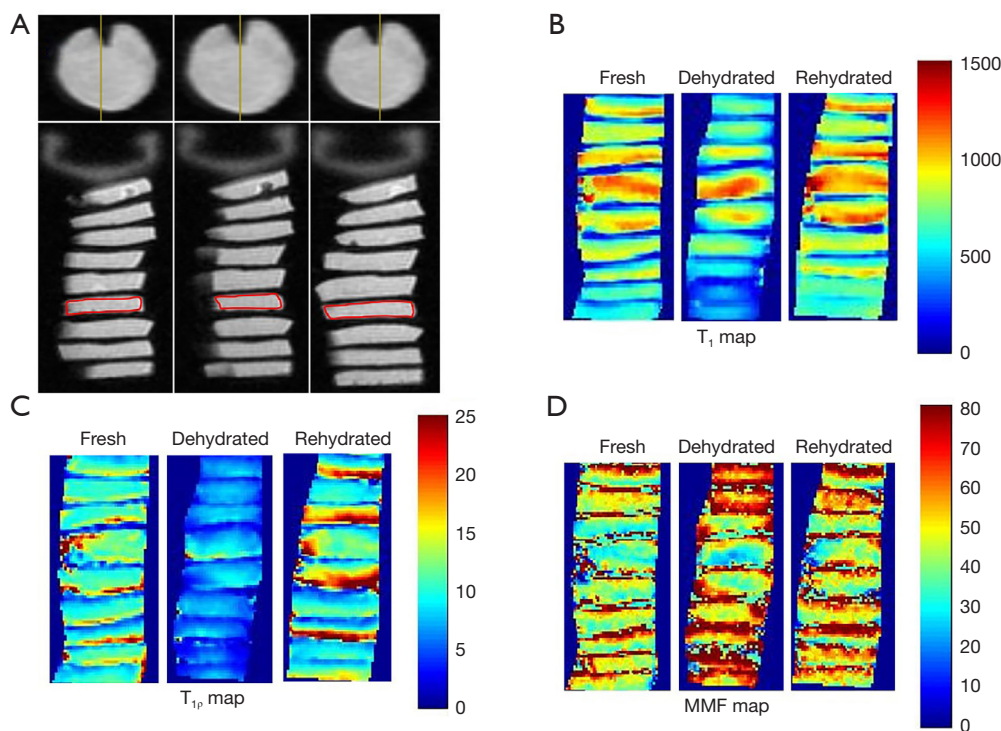 A
B
Fresh Dehydrated Rehydrated
1500
1000
500
0
T₁ map
C
Fresh Dehydrated Rehydrated
25
20
15
10
5
0
T₁ρ map
D
Fresh Dehydrated Rehydrated
80
70
60
50
40
30
20
10
0
MMF map